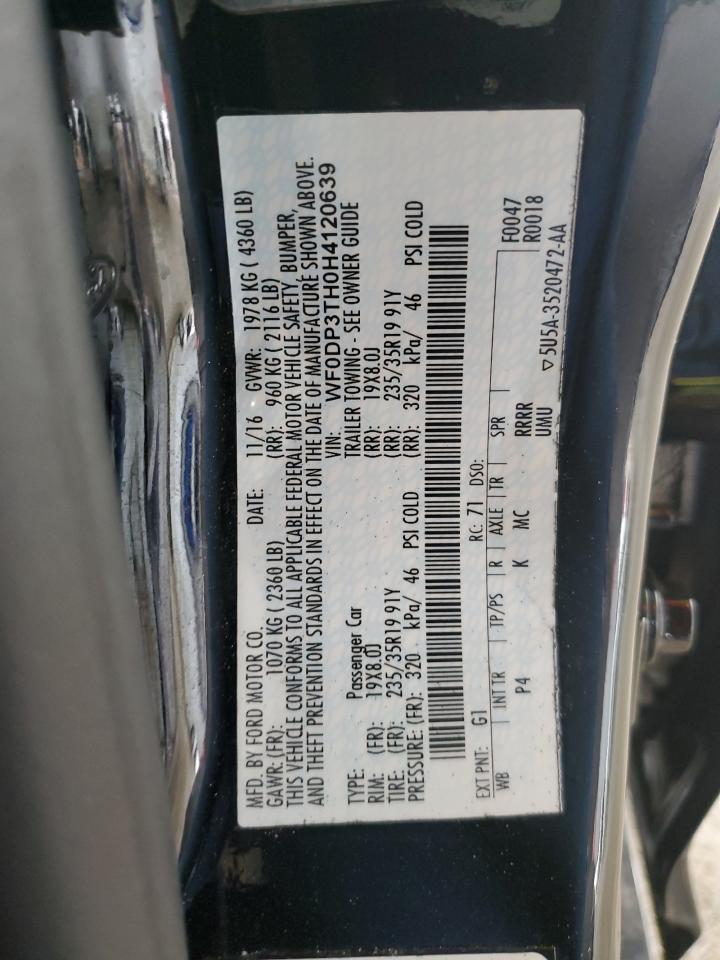 MFD. BY FORD MOTOR CO. DATE: 11/16 GVWR: 1978 KG ( 4360 LB)
GAWR: (FR): 1070 KG ( 2360 LB) (RR): 960 KG ( 2116 LB)
THIS VEHICLE CONFORMS TO ALL APPLICABLE FEDERAL MOTOR VEHICLE SAFETY, BUMPER,
AND THEFT PREVENTION STANDARDS IN EFFECT ON THE DATE OF MANUFACTURE SHOWN ABOVE.
VIN: WF0DP3TH0H4120639
TYPE: Passenger Car TRAILER TOWING - SEE OWNER GUIDE
RIM: (FR): 19X8.0J (RR): 19X8.0J
TIRE: (FR): 235/35R19 91Y (RR): 235/35R19 91Y
PRESSURE: (FR): 320 kPa/ 46 PSI COLD (RR): 320 kPa/ 46 PSI COLD
EXT PNT: G1 RC: 71 DSO:
WB INT TR TP/PS R AXLE TR SPR F0047
P4 K MC RRRR R0018
UMU
▽ 5U5A-3520472-AA